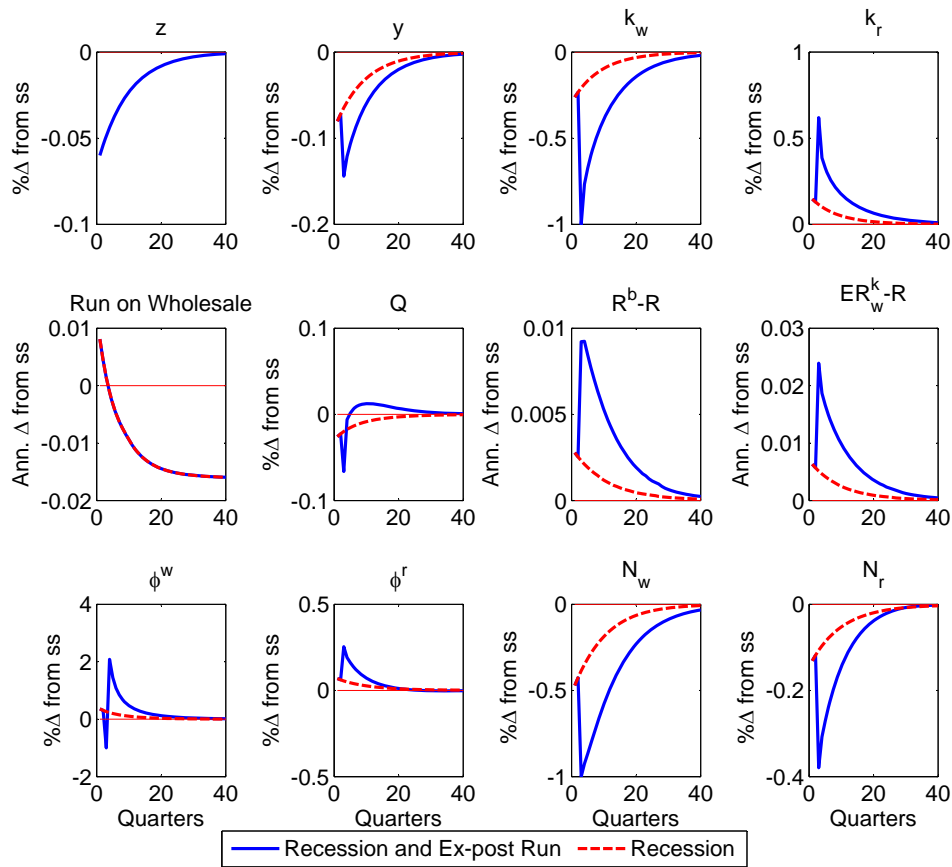 z
y
k_w
k_r
%Δ from ss
0
-0.05
-0.1
0 20 40
%Δ from ss
0
-0.1
-0.2
0 20 40
%Δ from ss
0
-0.5
-1
0 20 40
%Δ from ss
1
0.5
0
0 20 40
Run on Wholesale
Q
R^b-R
ER_w^k-R
Ann. Δ from ss
0.01
0
-0.01
-0.02
0 20 40
%Δ from ss
0.1
0
-0.1
0 20 40
Ann. Δ from ss
0.01
0.005
0
0 20 40
Ann. Δ from ss
0.03
0.02
0.01
0
0 20 40
ϕ^w
ϕ^r
N_w
N_r
%Δ from ss
4
2
0
-2
0 20 40
Quarters
%Δ from ss
0.5
0
-0.5
0 20 40
Quarters
%Δ from ss
0
-0.5
-1
0 20 40
Quarters
%Δ from ss
0
-0.2
-0.4
0 20 40
Quarters
Recession and Ex-post Run
Recession